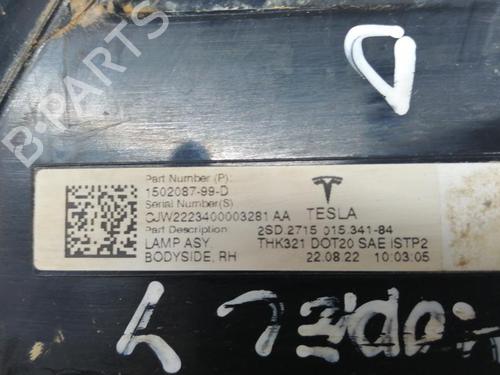 B-PARTS
D
Part Number (P):
1502087-99-D
Serial Number(S)
CJW2223400003281 AA TESLA
Part Description 2SD.2715 015.341-84
LAMP ASY, THK321 DOT20 SAE ISTP2
BODYSIDE, RH 22.08.22 10:03:05
MODEL Y